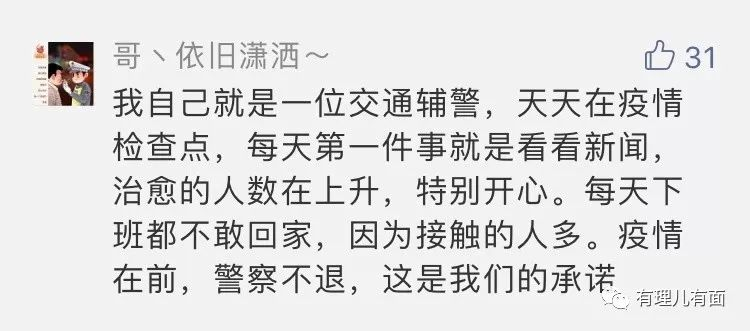 哥丶依旧潇洒～
31
我自己就是一位交通辅警，天天在疫情
检查点，每天第一件事就是看看新闻，
治愈的人数在上升，特别开心。每天下
班都不敢回家，因为接触的人多。疫情
在前，警察不退，这是我们的承诺
有理儿有面